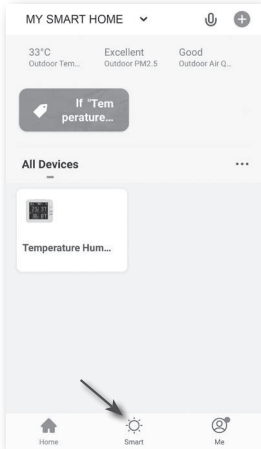 MY SMART HOME
33°C Excellent Good
Outdoor Tem... Outdoor PM2.5 Outdoor Air Q...
If "Tem
perature...
All Devices
Temperature Hum...
Home Smart Me